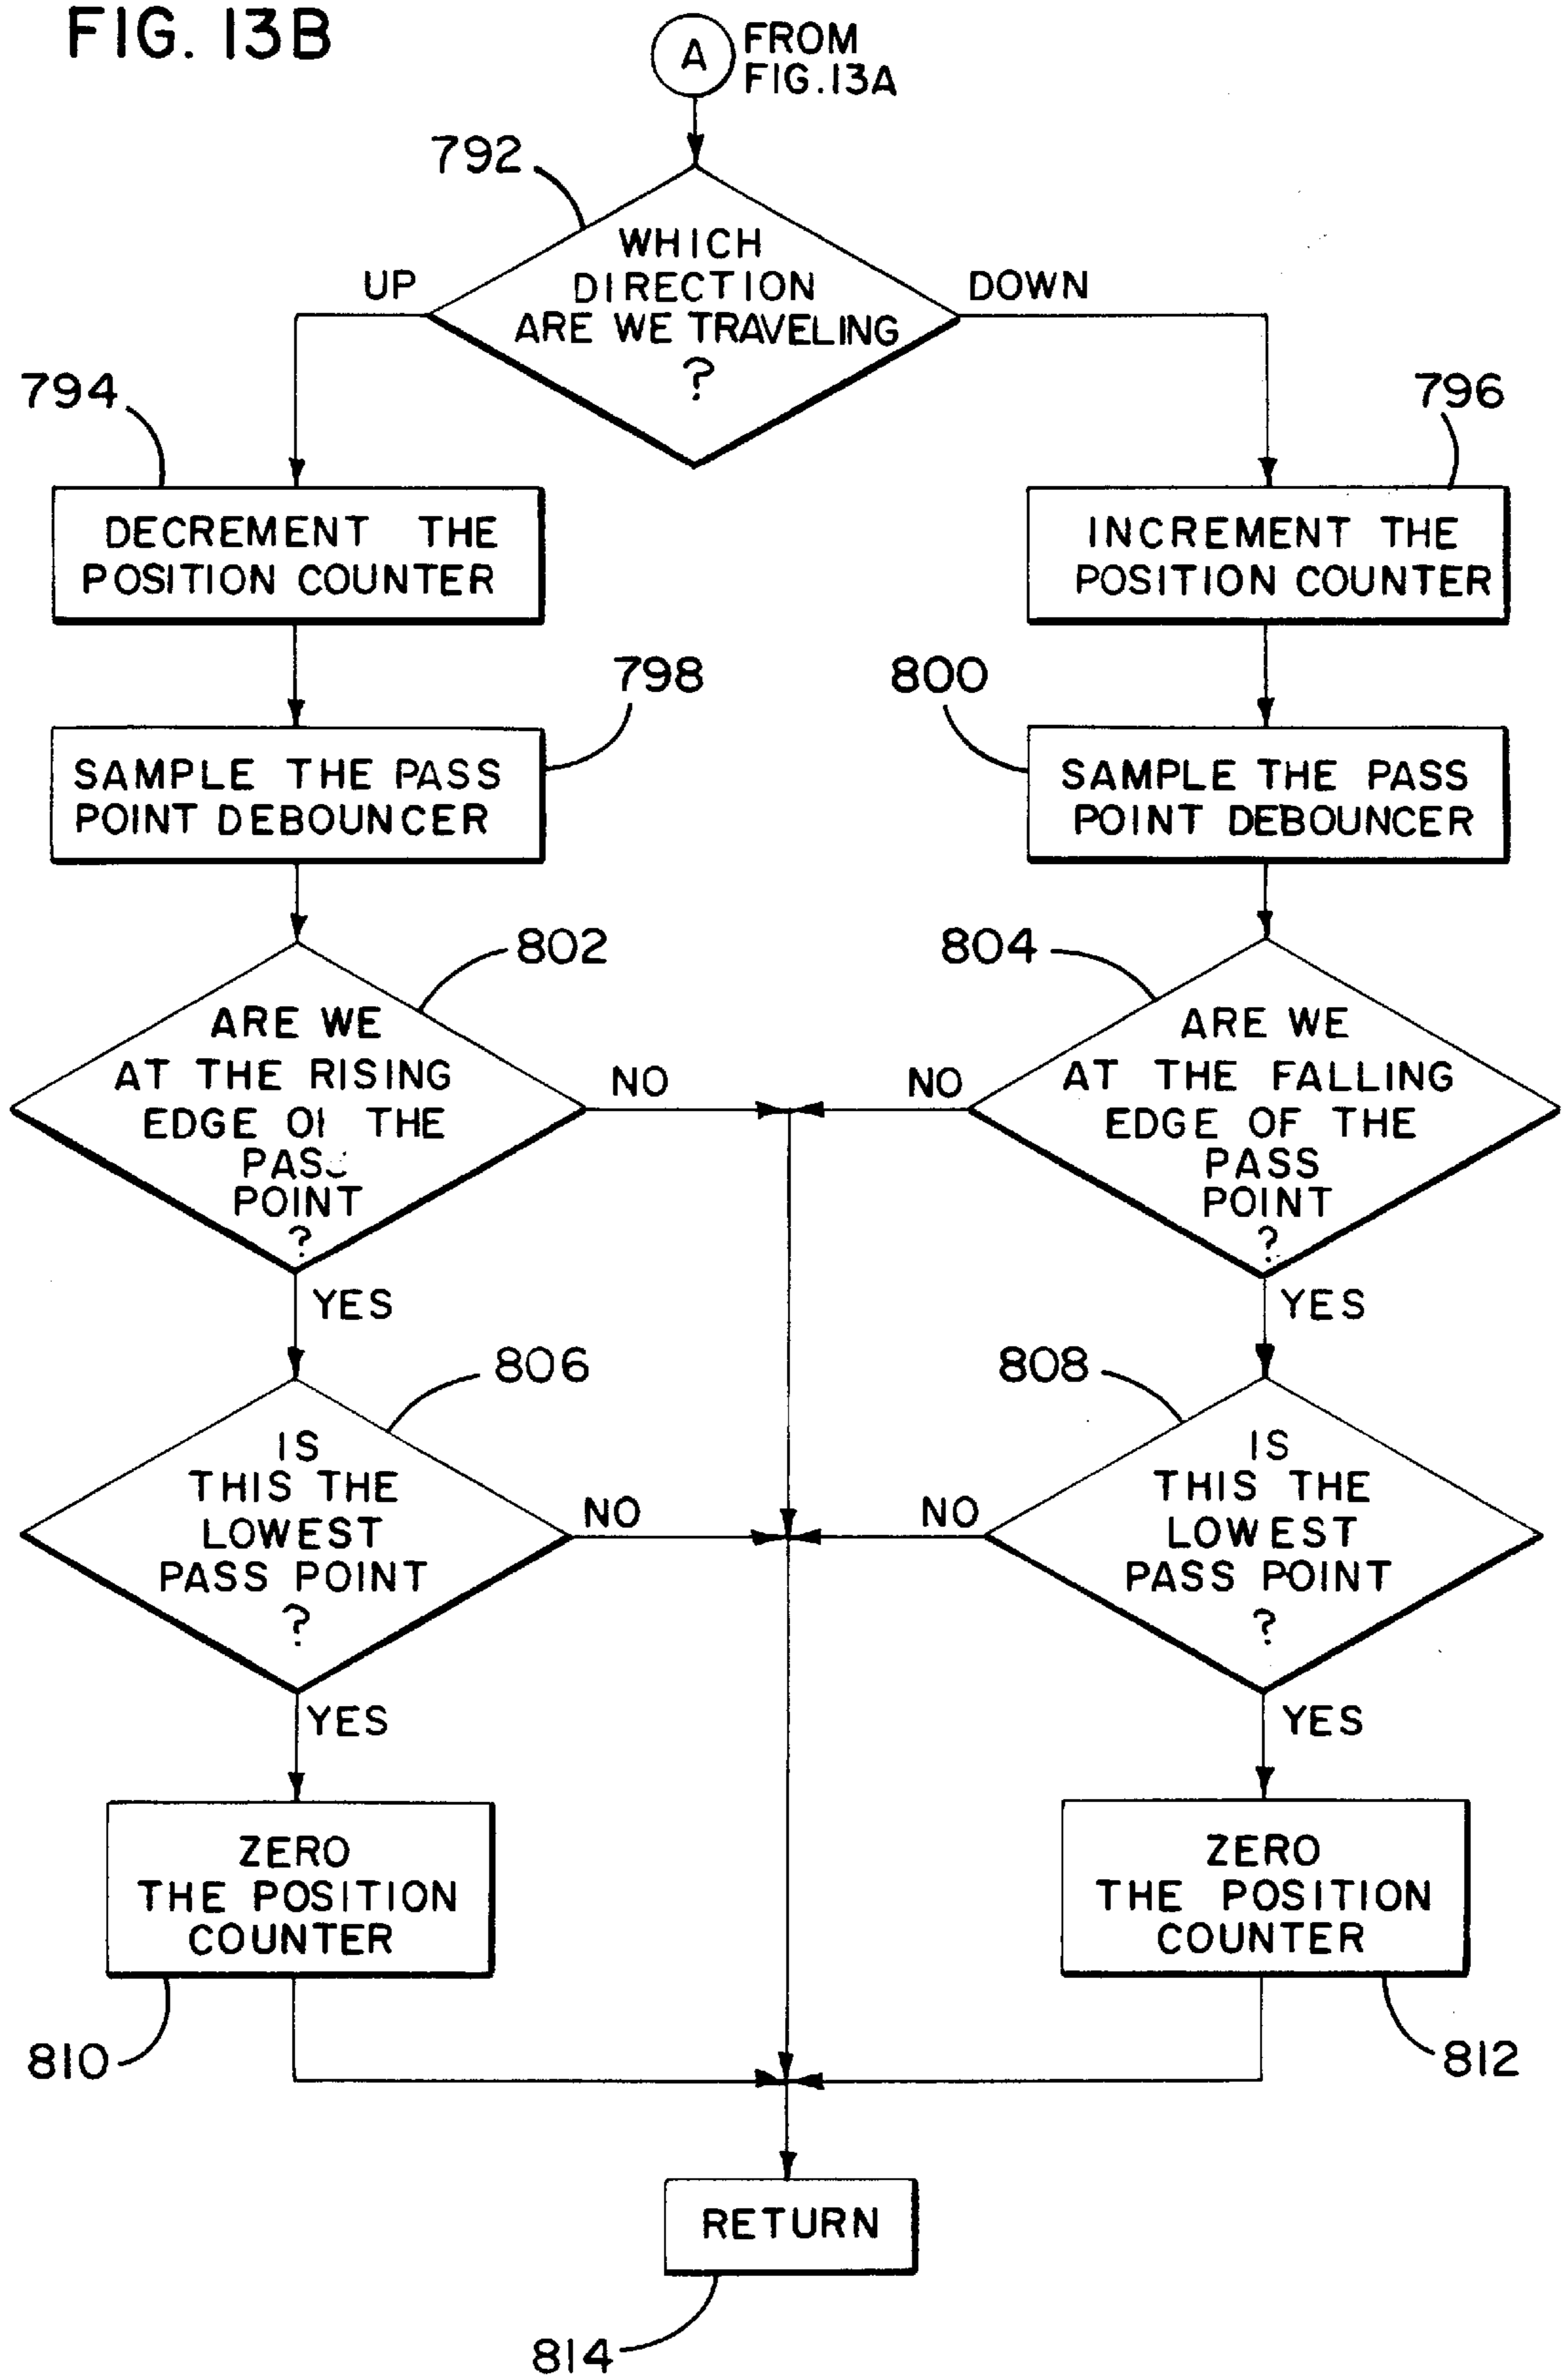 FIG. 13B
A
FROM
FIG. 13A
792
WHICH
DIRECTION
ARE WE TRAVELING
?
UP
DOWN
794
796
DECREMENT THE
POSITION COUNTER
INCREMENT THE
POSITION COUNTER
798
800
SAMPLE THE PASS
POINT DEBOUNCER
SAMPLE THE PASS
POINT DEBOUNCER
802
804
ARE WE
AT THE RISING
EDGE OF THE
PASS
POINT
?
NO
NO
ARE WE
AT THE FALLING
EDGE OF THE
PASS
POINT
?
YES
YES
806
808
IS
THIS THE
LOWEST
PASS POINT
?
NO
NO
IS
THIS THE
LOWEST
PASS POINT
?
YES
YES
ZERO
THE POSITION
COUNTER
ZERO
THE POSITION
COUNTER
810
812
RETURN
814